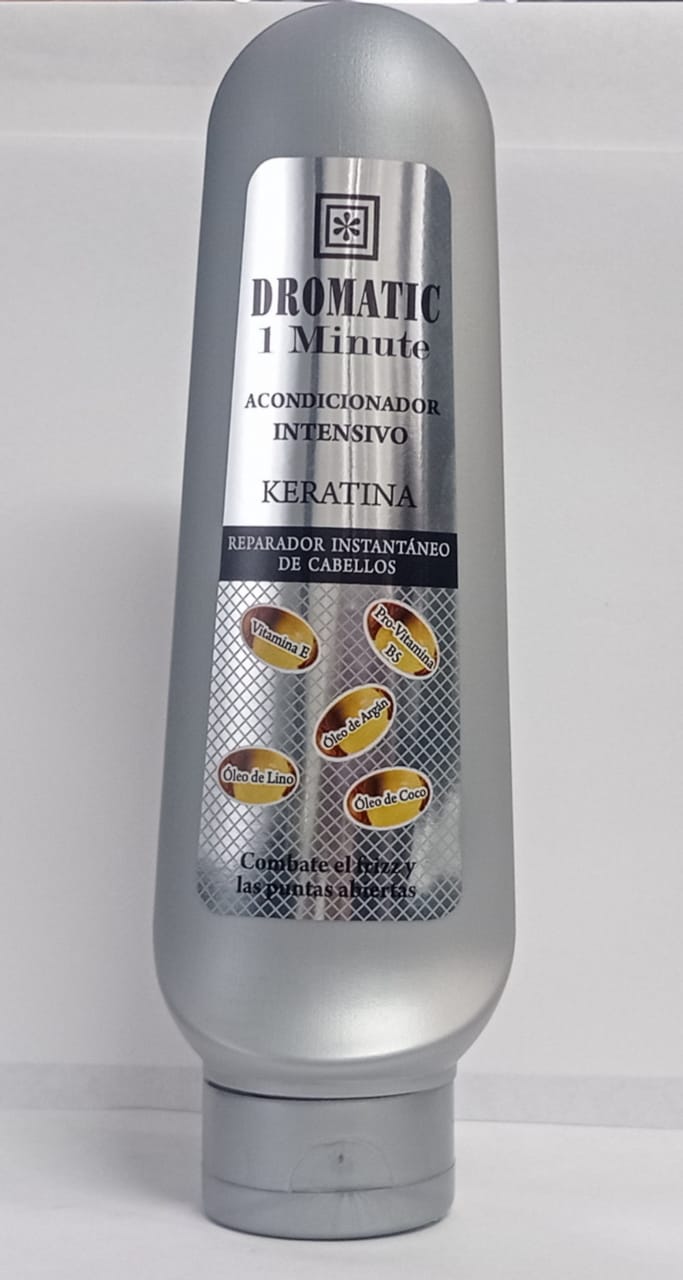 DROMATIC
1 Minute
ACONDICIONADOR
INTENSIVO
KERATINA
REPARADOR INSTANTÁNEO
DE CABELLOS
Vitamina E
Pro-Vitamina
B5
Óleo de Argán
Óleo de Lino
Óleo de Coco
Combate el frizz y
las puntas abiertas